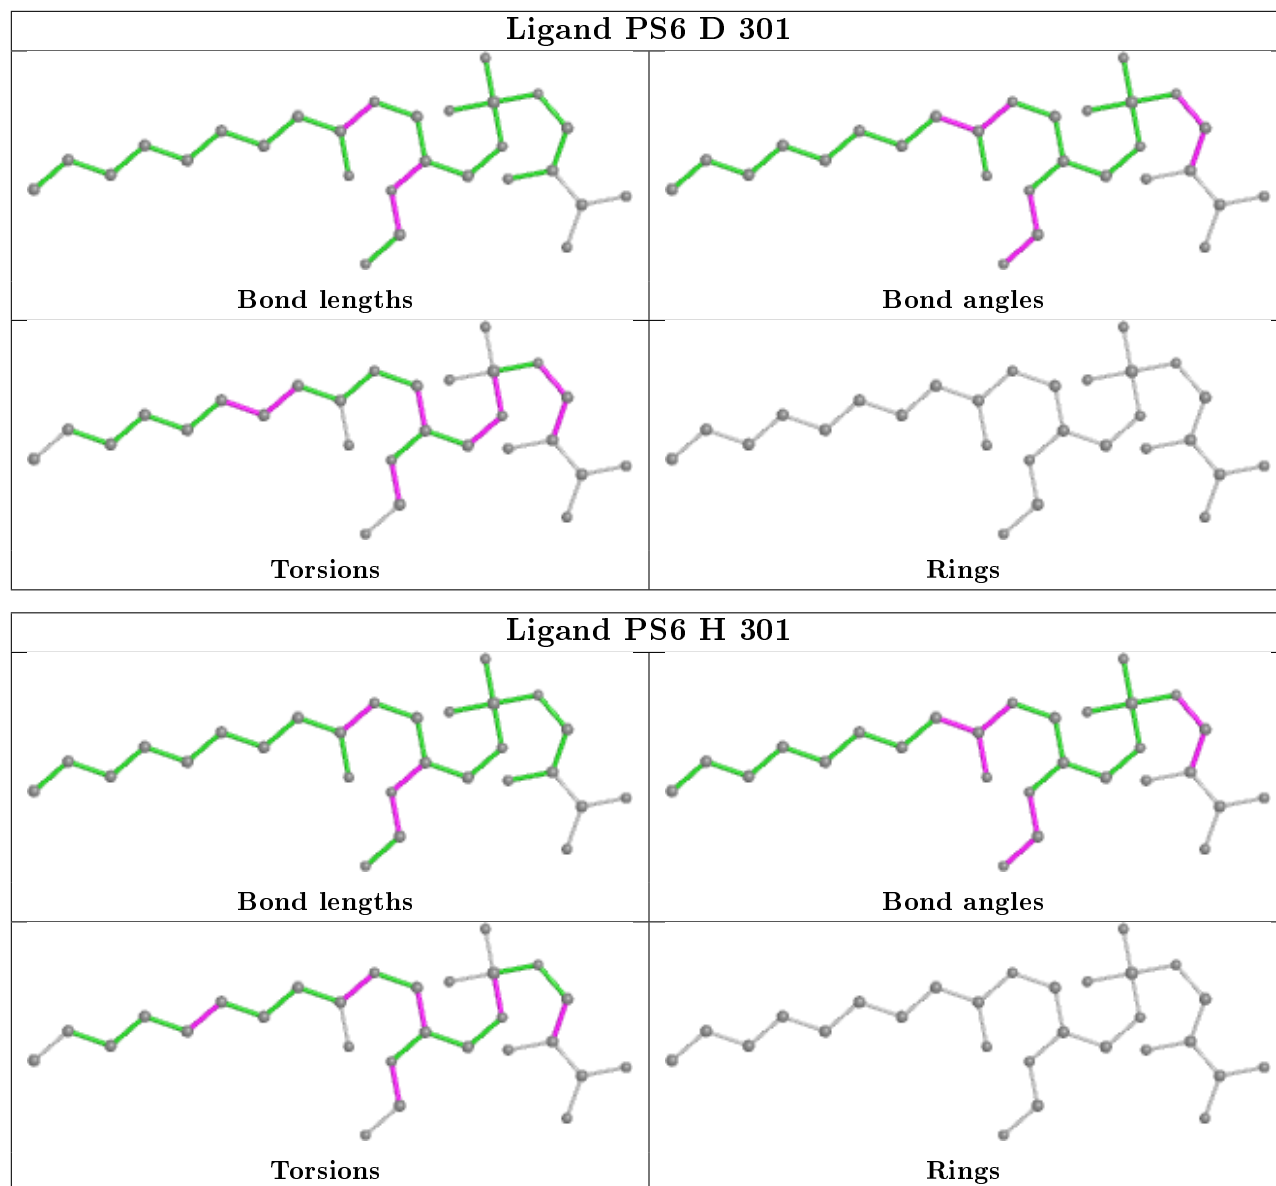 Ligand PS6 D 301
Bond lengths
Bond angles
Torsions
Rings
Ligand PS6 H 301
Bond lengths
Bond angles
Torsions
Rings